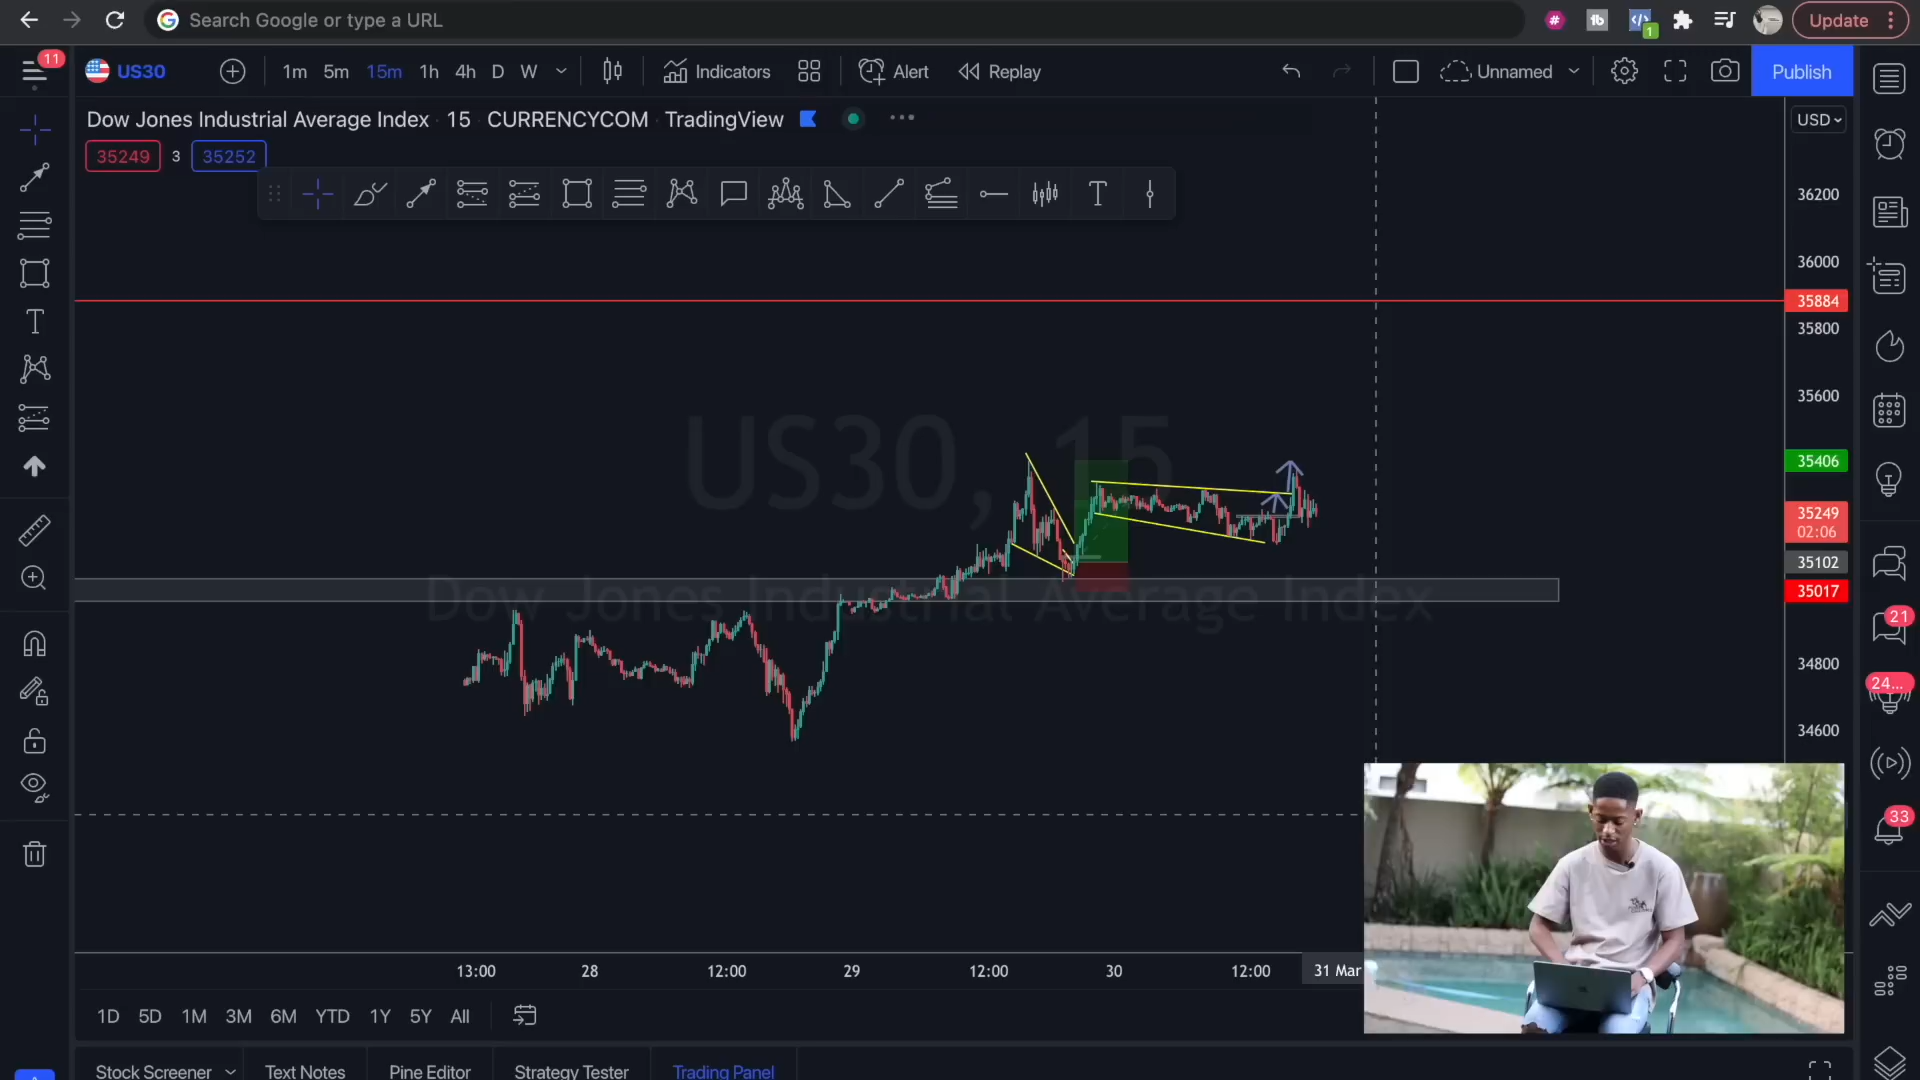 Search Google or type a URL
1
Update
11
US30
1m 5m 15m 1h 4h D W
Indicators
Alert
Replay
Unnamed
Publish
Dow Jones Industrial Average Index · 15 · CURRENCYCOM · TradingView
USD
35249 3 35252
36200
36000
35884
35800
35600
US30, 15
35406
35249
02:06
35102
35017
Dow Jones Industrial Average Index
21
34800
24...
34600
33
13:00 28 12:00 29 12:00 30 12:00 31 Mar
1D 5D 1M 3M 6M YTD 1Y 5Y All
Stock Screener Text Notes Pine Editor Strategy Tester Trading Panel